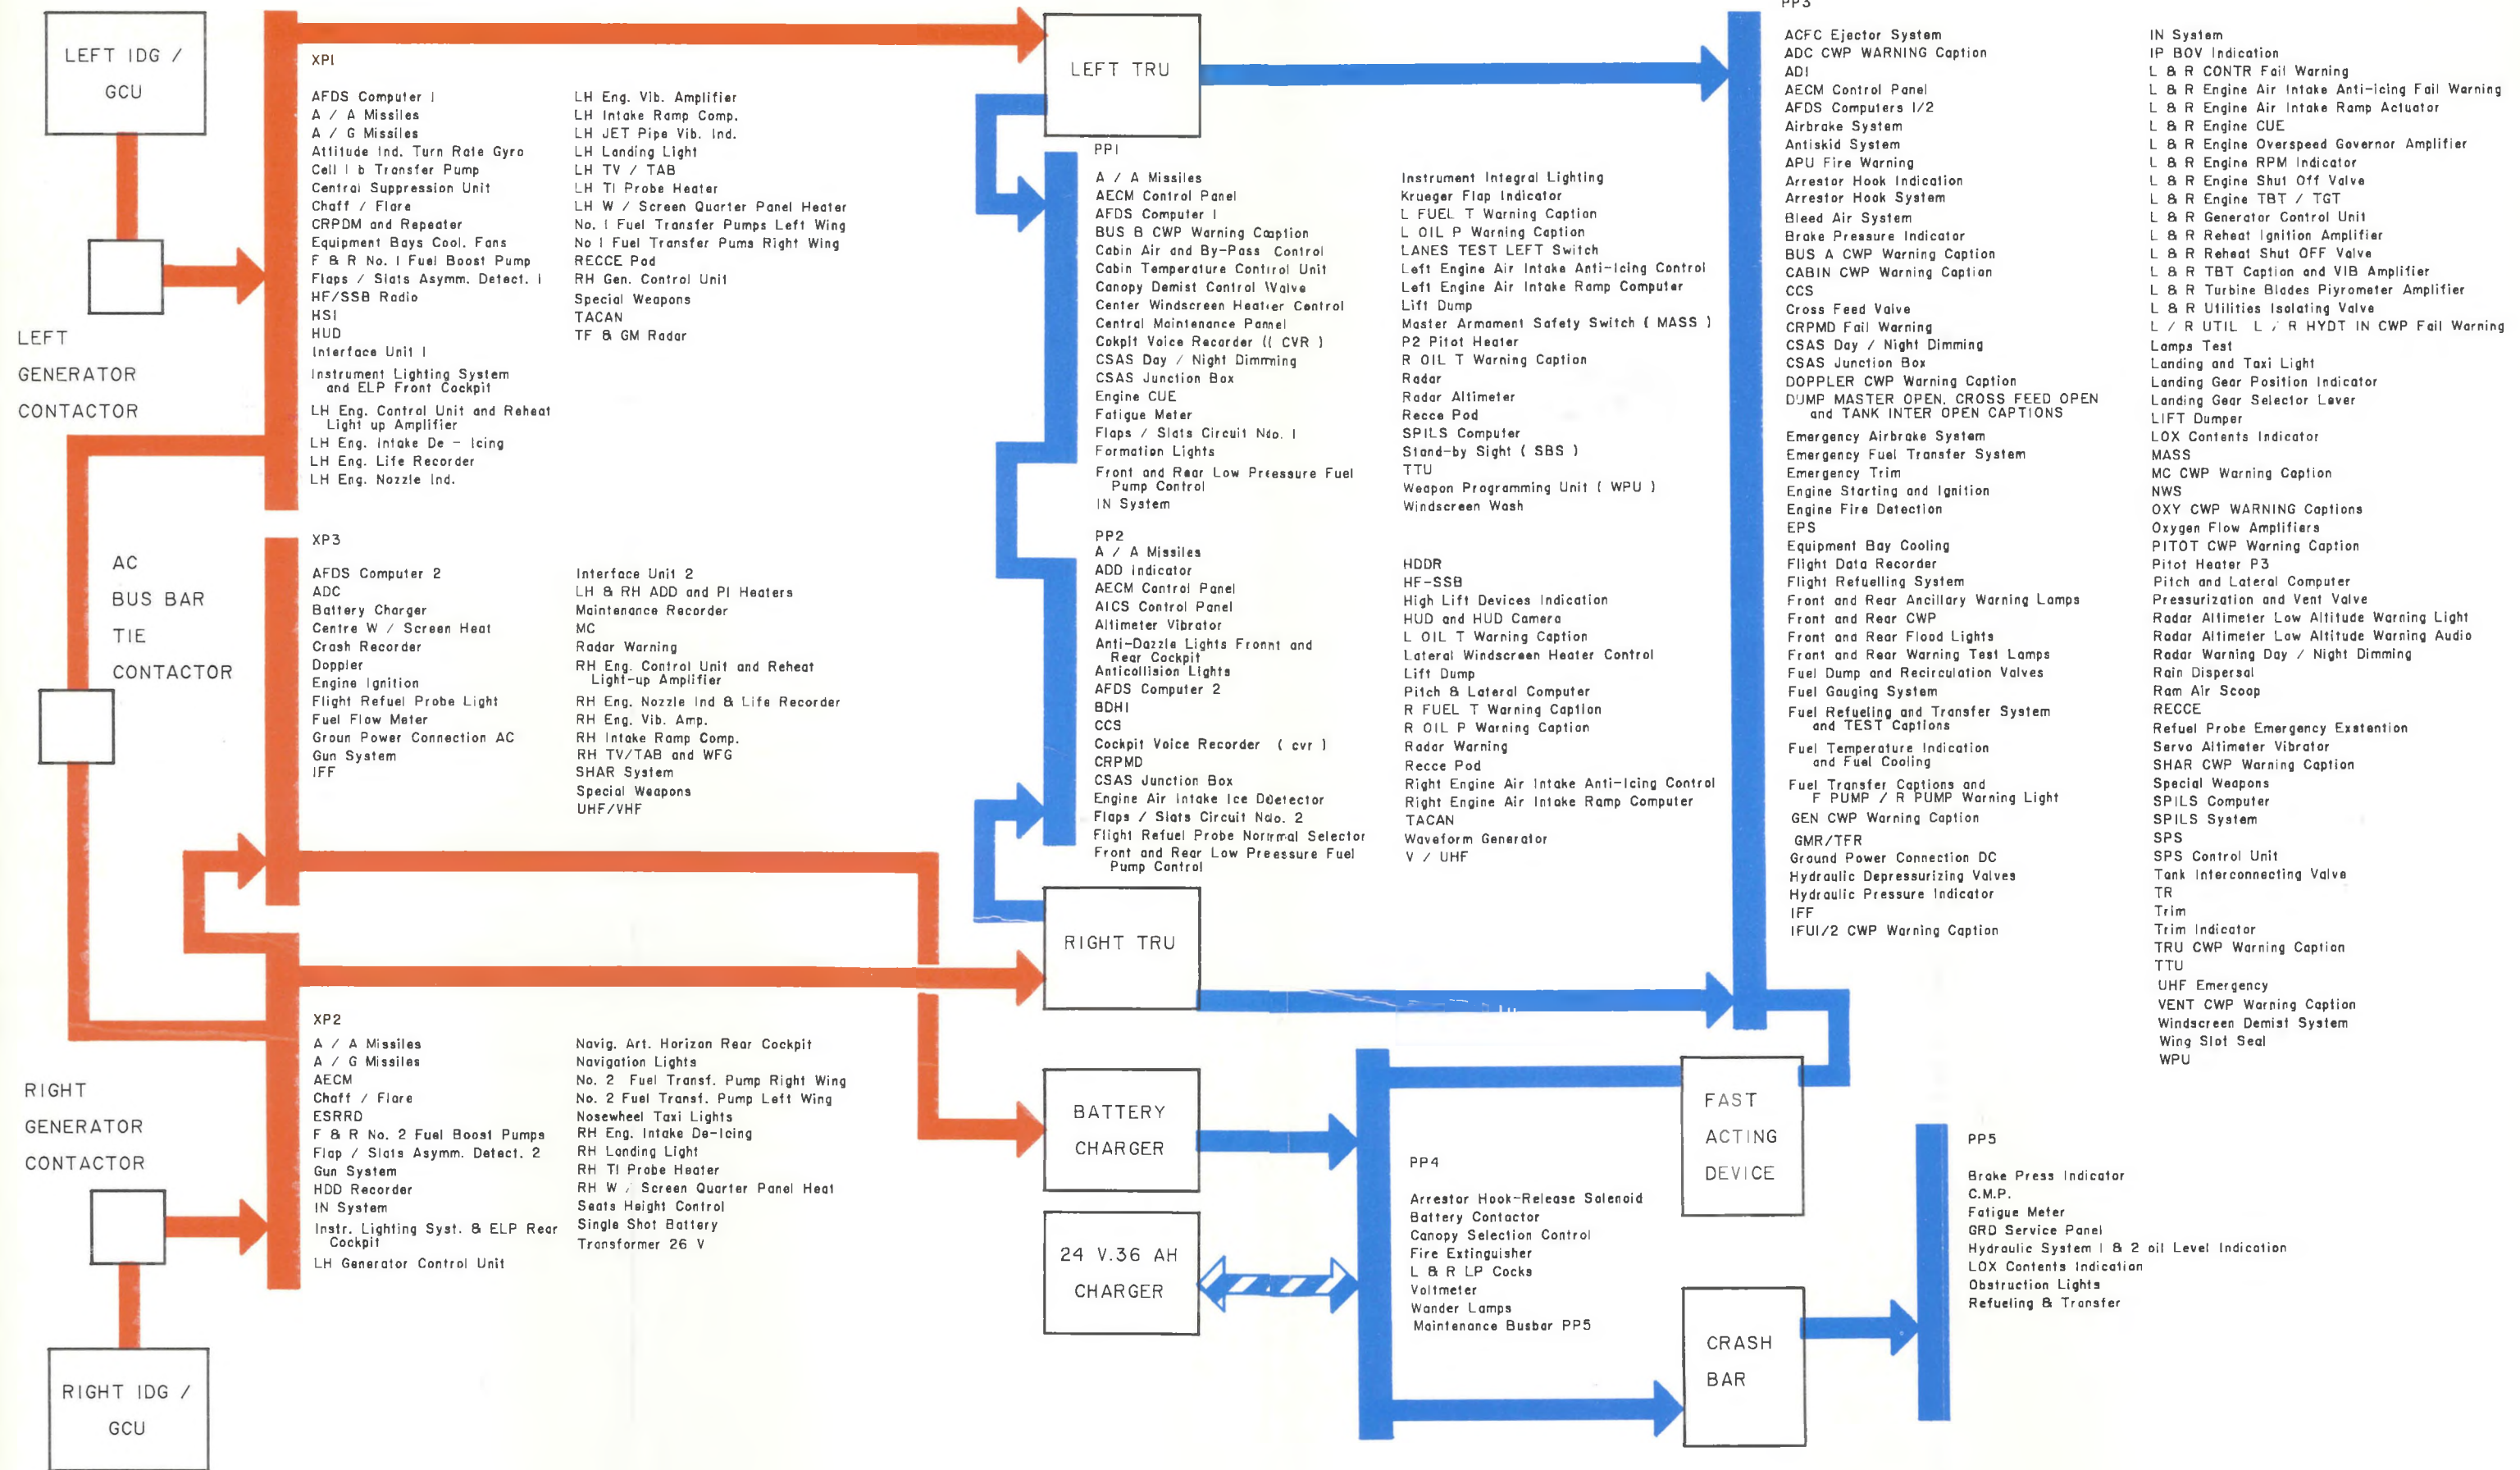 LEFT IDG /
GCU
LEFT
GENERATOR
CONTACTOR
AC
BUS BAR
TIE
CONTACTOR
RIGHT
GENERATOR
CONTACTOR
RIGHT IDG /
GCU
XP1
AFDS Computer 1
A / A Missiles
A / G Missiles
Attitude Ind. Turn Rate Gyro
Cell 1 b Transfer Pump
Central Suppression Unit
Chaff / Flare
CRPDM and Repeater
Equipment Bays Cool. Fans
F & R No. 1 Fuel Boost Pump
Flaps / Slats Asymm. Detect. 1
HF/SSB Radio
HSI
HUD
Interface Unit 1
Instrument Lighting System
and ELP Front Cockpit
LH Eng. Control Unit and Reheat
Light up Amplifier
LH Eng. Intake De - Icing
LH Eng. Life Recorder
LH Eng. Nozzle Ind.
LH Eng. Vib. Amplifier
LH Intake Ramp Comp.
LH JET Pipe Vib. Ind.
LH Landing Light
LH TV / TAB
LH TI Probe Heater
LH W / Screen Quarter Panel Heater
No. 1 Fuel Transfer Pumps Left Wing
No 1 Fuel Transfer Pums Right Wing
RECCE Pod
RH Gen. Control Unit
Special Weapons
TACAN
TF & GM Radar
XP3
AFDS Computer 2
ADC
Battery Charger
Centre W / Screen Heat
Crash Recorder
Doppler
Engine Ignition
Flight Refuel Probe Light
Fuel Flow Meter
Groun Power Connection AC
Gun System
IFF
Interface Unit 2
LH & RH ADD and PI Heaters
Maintenance Recorder
MC
Radar Warning
RH Eng. Control Unit and Reheat
Light-up Amplifier
RH Eng. Nozzle Ind & Life Recorder
RH Eng. Vib. Amp.
RH Intake Ramp Comp.
RH TV/TAB and WFG
SHAR System
Special Weapons
UHF/VHF
XP2
A / A Missiles
A / G Missiles
AECM
Chaff / Flare
ESRRD
F & R No. 2 Fuel Boost Pumps
Flap / Slats Asymm. Detect. 2
Gun System
HDD Recorder
IN System
Instr. Lighting Syst. & ELP Rear
Cockpit
LH Generator Control Unit
Navig. Art. Horizon Rear Cockpit
Navigation Lights
No. 2 Fuel Transf. Pump Right Wing
No. 2 Fuel Transf. Pump Left Wing
Nosewheel Taxi Lights
RH Eng. Intake De-Icing
RH Landing Light
RH TI Probe Heater
RH W / Screen Quarter Panel Heat
Seats Height Control
Single Shot Battery
Transformer 26 V
LEFT TRU
PP1
A / A Missiles
AECM Control Panel
AFDS Computer 1
BUS B CWP Warning Caoption
Cabin Air and By-Pass Control
Cabin Temperature Contirol Unit
Canopy Demist Control Valve
Center Windscreen Heatier Control
Central Maintenance Pannel
Cokpit Voice Recorder (( CVR )
CSAS Day / Night Dimmning
CSAS Junction Box
Engine CUE
Fatigue Meter
Flaps / Slats Circuit Ndo. 1
Formation Lights
Front and Rear Low Prteessure Fuel
Pump Control
IN System
Instrument Integral Lighting
Krueger Flap Indicator
L FUEL T Warning Caption
L OIL P Warning Caption
LANES TEST LEFT Switch
Left Engine Air Intake Anti-Icing Control
Left Engine Air Intake Ramp Computer
Lift Dump
Master Armament Safety Switch ( MASS )
P2 Pitot Heater
R OIL T Warning Caption
Radar
Radar Altimeter
Recce Pod
SPILS Computer
Stand-by Sight ( SBS )
TTU
Weapon Programming Unit ( WPU )
Windscreen Wash
PP2
A / A Missiles
ADD Indicator
AECM Control Panel
AICS Control Panel
Altimeter Vibrator
Anti-Dazzle Lights Fronnt and
Rear Cockpit
Anticollision Lights
AFDS Computer 2
BDHI
CCS
Cockpit Voice Recorder ( cvr )
CRPMD
CSAS Junction Box
Engine Air Intake Ice Ddetector
Flaps / Slats Circuit Ndo. 2
Flight Refuel Probe Norrmal Selector
Front and Rear Low Preessure Fuel
Pump Control
HDDR
HF-SSB
High Lift Devices Indication
HUD and HUD Camera
L OIL T Warning Caption
Lateral Windscreen Heater Control
Lift Dump
Pitch & Lateral Computer
R FUEL T Warning Caption
R OIL P Warning Caption
Radar Warning
Recce Pod
Right Engine Air Intake Anti-Icing Control
Right Engine Air Intake Ramp Computer
TACAN
Waveform Generator
V / UHF
RIGHT TRU
BATTERY
CHARGER
24 V.36 AH
CHARGER
PP3
ACFC Ejector System
ADC CWP WARNING Caption
ADI
AECM Control Panel
AFDS Computers 1/2
Airbrake System
Antiskid System
APU Fire Warning
Arrestor Hook Indication
Arrestor Hook System
Bleed Air System
Brake Pressure Indicator
BUS A CWP Warning Caption
CABIN CWP Warning Caption
CCS
Cross Feed Valve
CRPMD Fail Warning
CSAS Day / Night Dimming
CSAS Junction Box
DOPPLER CWP Warning Caption
DUMP MASTER OPEN, CROSS FEED OPEN
and TANK INTER OPEN CAPTIONS
Emergency Airbrake System
Emergency Fuel Transfer System
Emergency Trim
Engine Starting and Ignition
Engine Fire Detection
EPS
Equipment Bay Cooling
Flight Data Recorder
Flight Refuelling System
Front and Rear Ancillary Warning Lamps
Front and Rear CWP
Front and Rear Flood Lights
Front and Rear Warning Test Lamps
Fuel Dump and Recirculation Valves
Fuel Gauging System
Fuel Refueling and Transfer System
and TEST Captions
Fuel Temperature Indication
and Fuel Cooling
Fuel Transfer Captions and
F PUMP / R PUMP Warning Light
GEN CWP Warning Caption
GMR/TFR
Ground Power Connection DC
Hydraulic Depressurizing Valves
Hydraulic Pressure Indicator
IFF
IFU1/2 CWP Warning Caption
IN System
IP BOV Indication
L & R CONTR Fail Warning
L & R Engine Air Intake Anti-icing Fail Warning
L & R Engine Air Intake Ramp Actuator
L & R Engine CUE
L & R Engine Overspeed Governor Amplifier
L & R Engine RPM Indicator
L & R Engine Shut Off Valve
L & R Engine TBT / TGT
L & R Generator Control Unit
L & R Reheat Ignition Amplifier
L & R Reheat Shut OFF Valve
L & R TBT Caption and VIB Amplifier
L & R Turbine Blades Piyrometer Amplifier
L & R Utilities Isolating Valve
L / R UTIL L / R HYDT IN CWP Fail Warning
Lamps Test
Landing and Taxi Light
Landing Gear Position Indicator
Landing Gear Selector Lever
LIFT Dumper
LOX Contents Indicator
MASS
MC CWP Warning Caption
NWS
OXY CWP WARNING Captions
Oxygen Flow Amplifiers
PITOT CWP Warning Caption
Pitot Heater P3
Pitch and Lateral Computer
Pressurization and Vent Valve
Radar Altimeter Low Altitude Warning Light
Radar Altimeter Low Altitude Warning Audio
Radar Warning Day / Night Dimming
Rain Dispersal
Ram Air Scoop
RECCE
Refuel Probe Emergency Exstention
Servo Altimeter Vibrator
SHAR CWP Warning Caption
Special Weapons
SPILS Computer
SPILS System
SPS
SPS Control Unit
Tank Interconnecting Valve
TR
Trim
Trim Indicator
TRU CWP Warning Caption
TTU
UHF Emergency
VENT CWP Warning Caption
Windscreen Demist System
Wing Slot Seal
WPU
FAST
ACTING
DEVICE
PP4
Arrestor Hook-Release Solenoid
Battery Contactor
Canopy Selection Control
Fire Extinguisher
L & R LP Cocks
Voltmeter
Wander Lamps
Maintenance Busbar PP5
CRASH
BAR
PP5
Brake Press Indicator
C.M.P.
Fatigue Meter
GRD Service Panel
Hydraulic System 1 & 2 oil Level Indication
LOX Contents Indication
Obstruction Lights
Refueling & Transfer